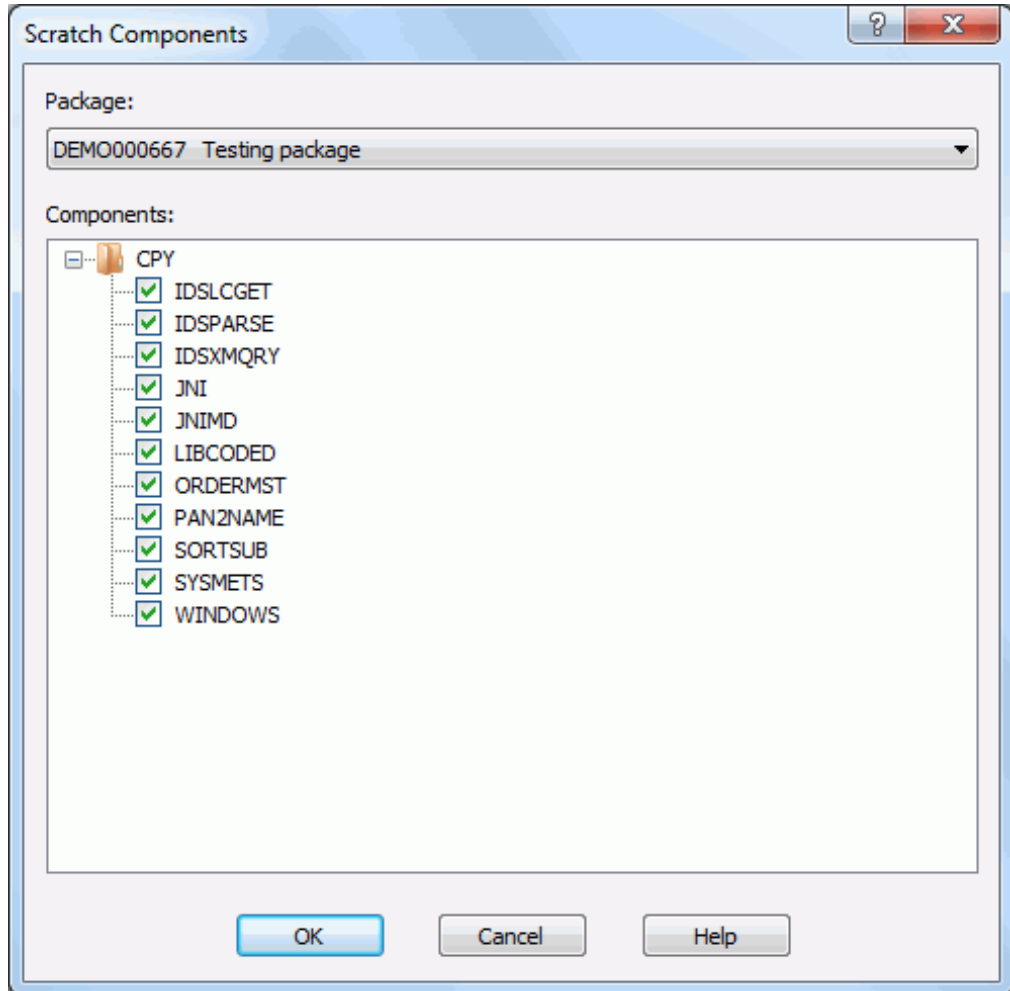 Scratch Components
Package:
DEMO000667 Testing package
Components:
CPY
IDSLCGET
IDSPARSE
IDSXMQRY
JNI
JNIMD
LIBCODED
ORDERMST
PAN2NAME
SORTSUB
SYSMETS
WINDOWS
OK Cancel Help